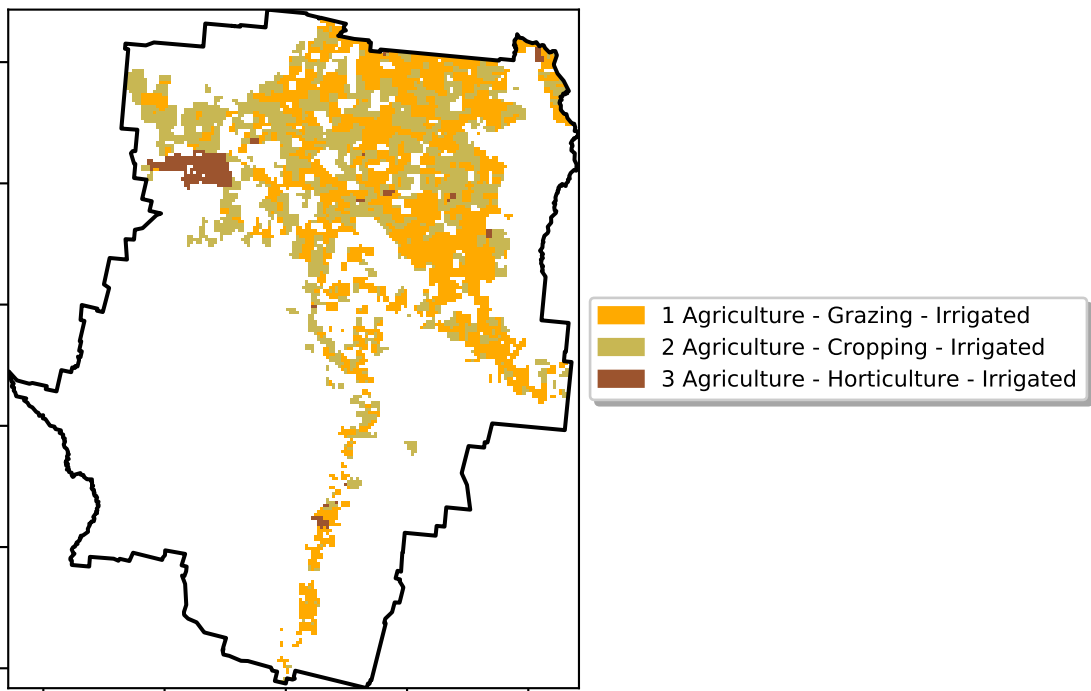 1 Agriculture - Grazing - Irrigated
2 Agriculture - Cropping - Irrigated
3 Agriculture - Horticulture - Irrigated